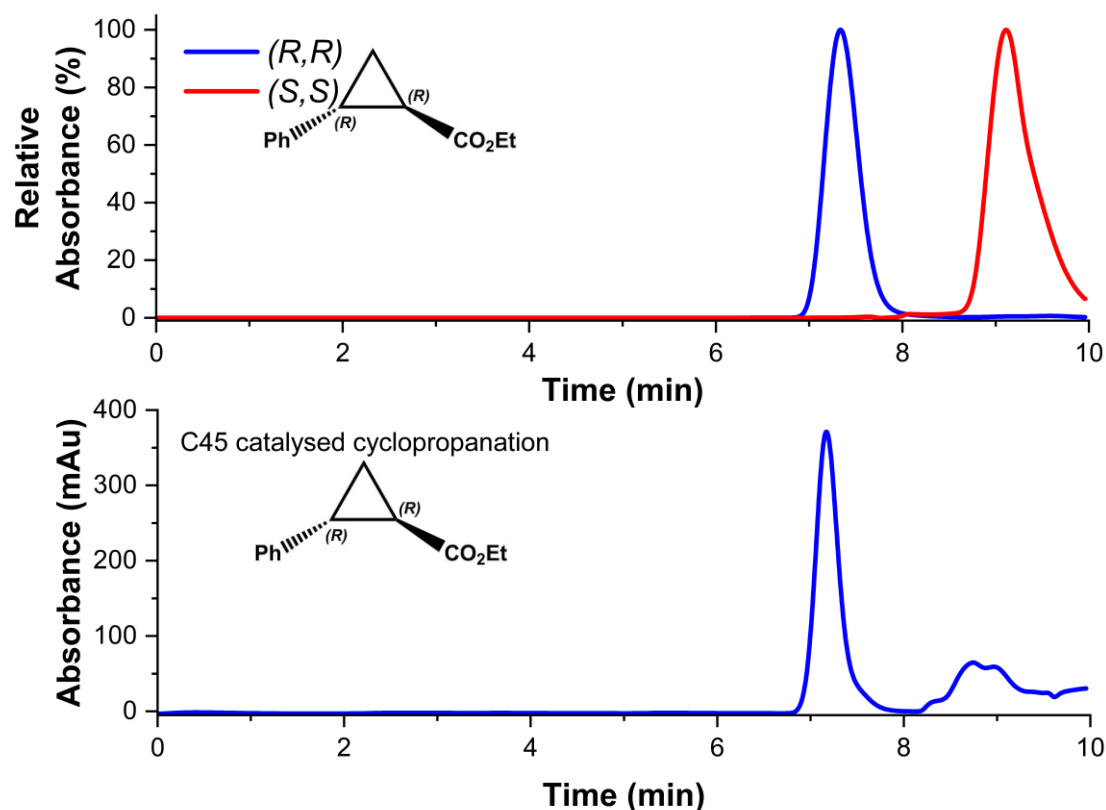 Relative
Absorbance (%)
100
80
60
40
20
0
(R,R)
(S,S)
(R)
(R)
Ph
CO₂Et
0 2 4 6 8 10
Time (min)
Absorbance (mAu)
400
300
200
100
0
C45 catalysed cyclopropanation
(R)
(R)
Ph
CO₂Et
0 2 4 6 8 10
Time (min)